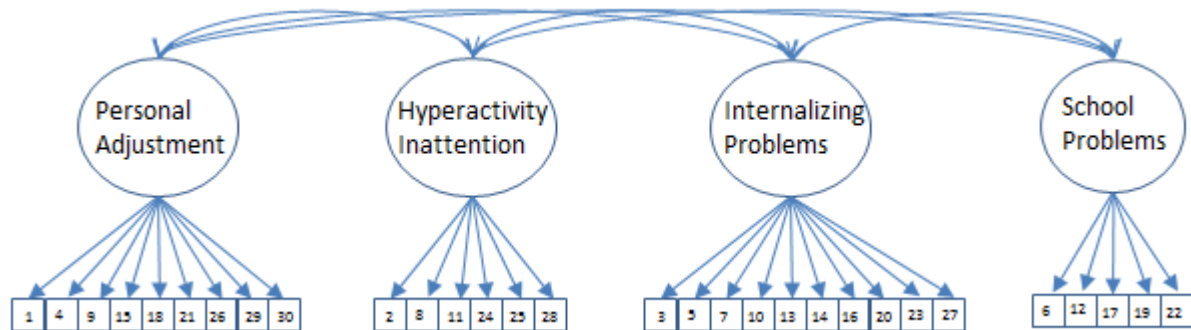 Personal
Adjustment
Hyperactivity
Inattention
Internalizing
Problems
School
Problems
1 4 9 15 18 21 26 29 30
2 8 11 24 25 28
3 5 7 10 13 14 16 20 23 27
6 12 17 19 22